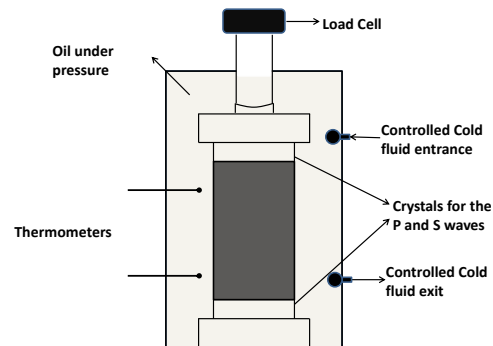 Load Cell
Oil under
pressure
Controlled Cold
fluid entrance
Crystals for the
P and S waves
Thermometers
Controlled Cold
fluid exit